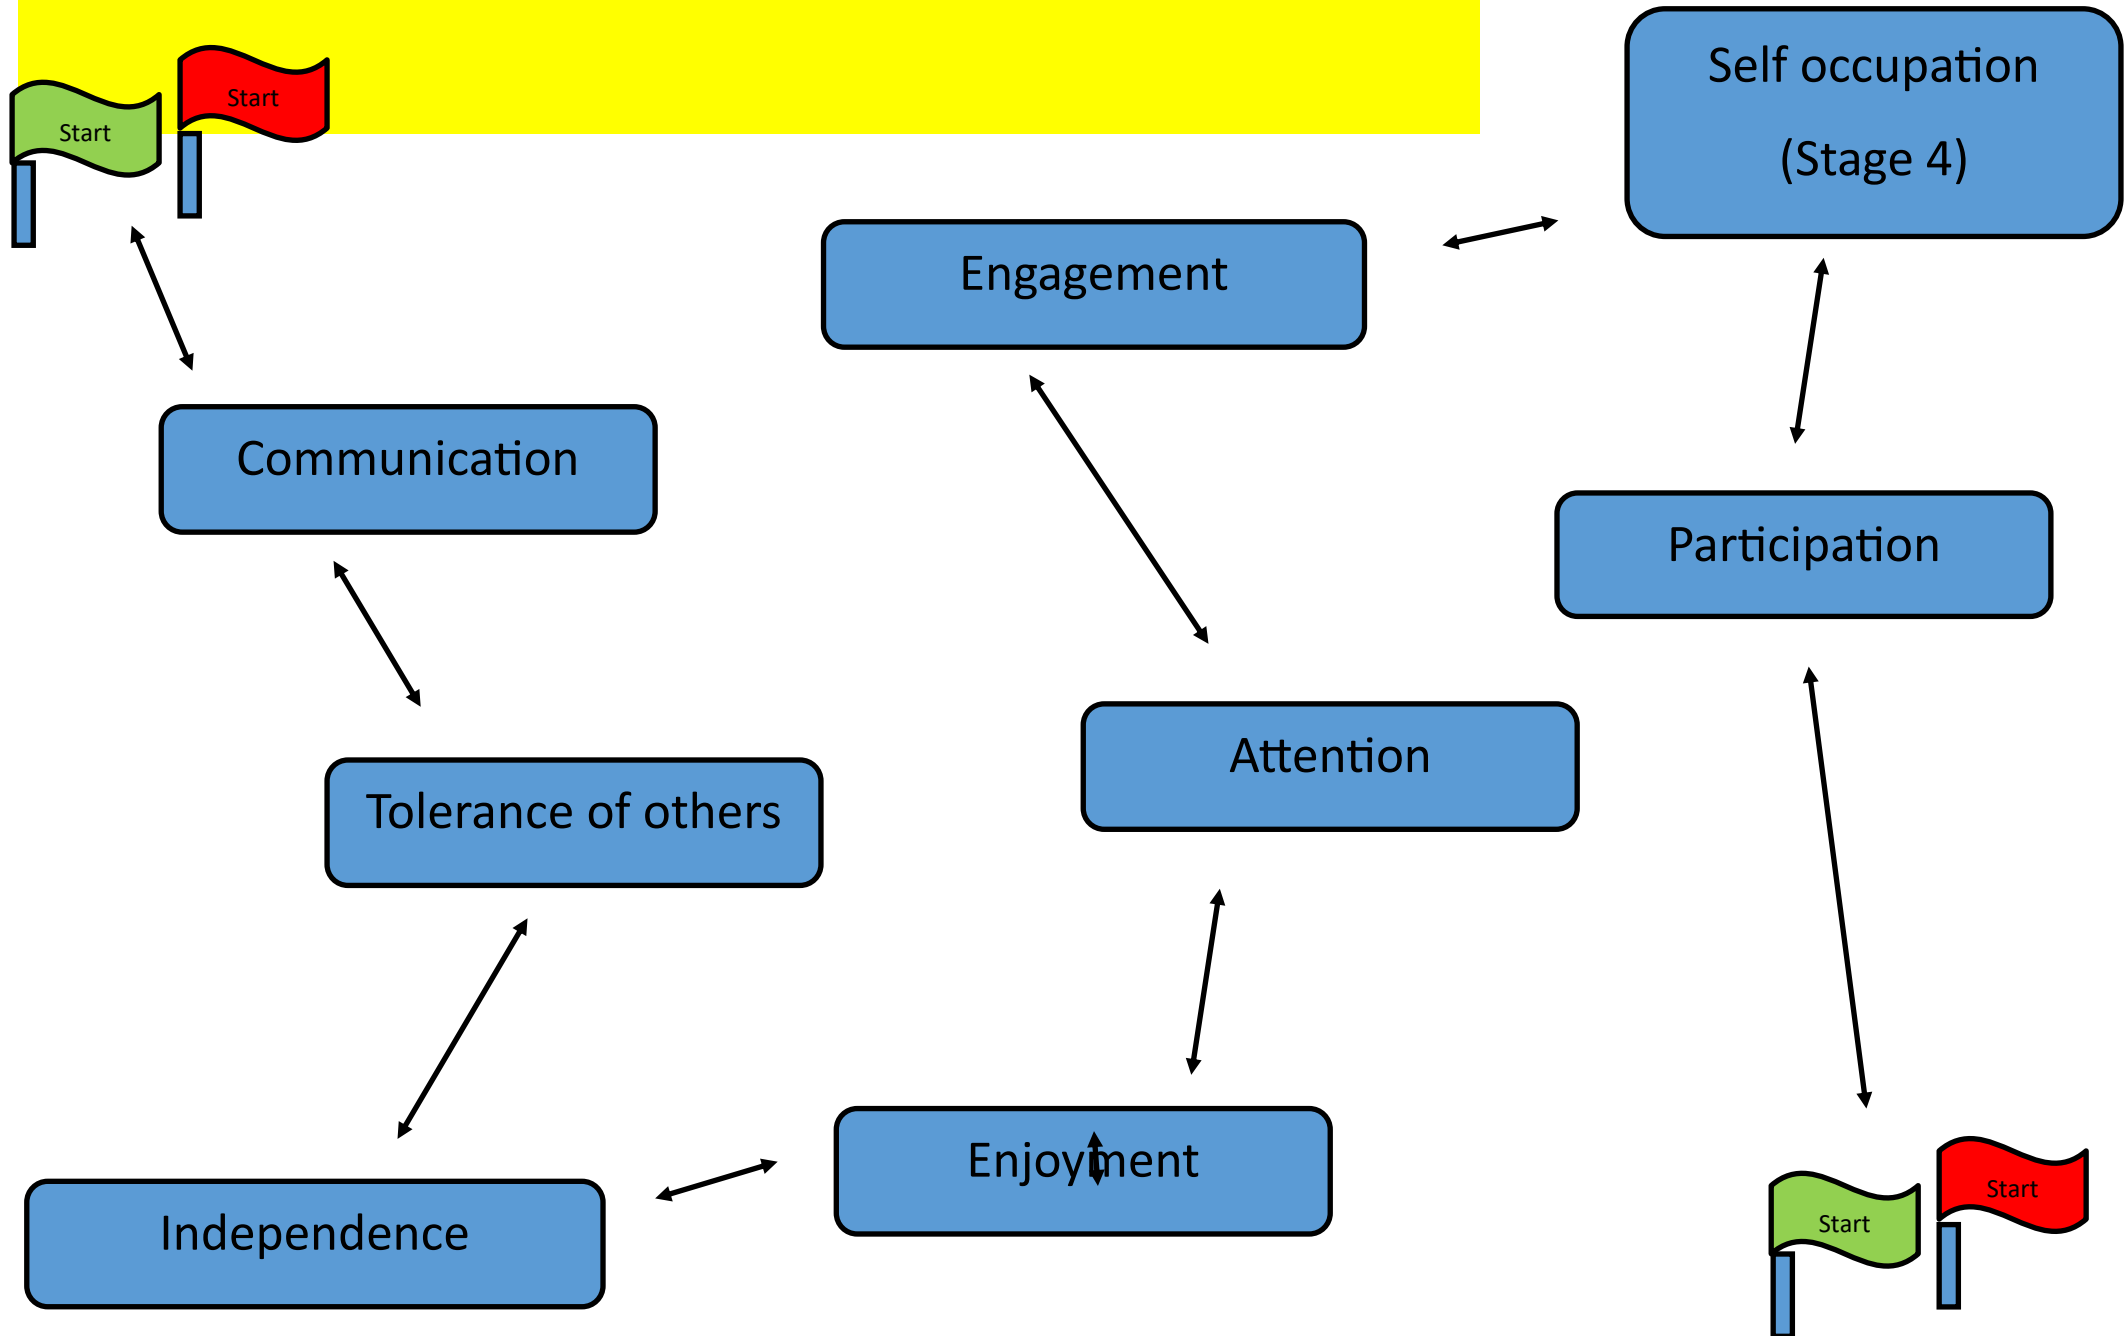 Self occupation
(Stage 4)
Start
Start
Engagement
Communication
Participation
Attention
Tolerance of others
Enjoyment
Independence
Start
Start